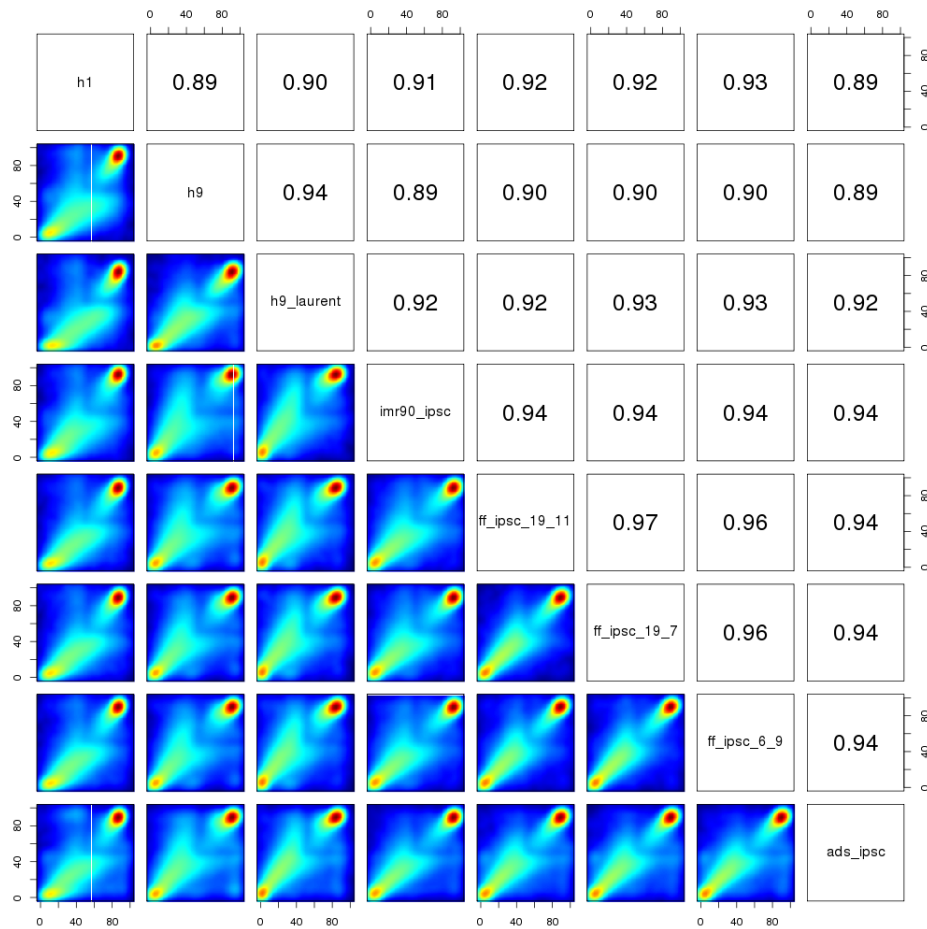 0 40 80 0 40 80 0 40 80 0 40 80
h1 0.89 0.90 0.91 0.92 0.92 0.93 0.89 0 40 80
0 40 80 h9 0.94 0.89 0.90 0.90 0.90 0.89
h9_laurent 0.92 0.92 0.93 0.93 0.92 0 40 80
0 40 80 imr90_ipsc 0.94 0.94 0.94 0.94
ff_ipsc_19_11 0.97 0.96 0.94 0 40 80
0 40 80 ff_ipsc_19_7 0.96 0.94
ff_ipsc_6_9 0.94 0 40 80
0 40 80 ads_ipsc
0 40 80 0 40 80 0 40 80 0 40 80